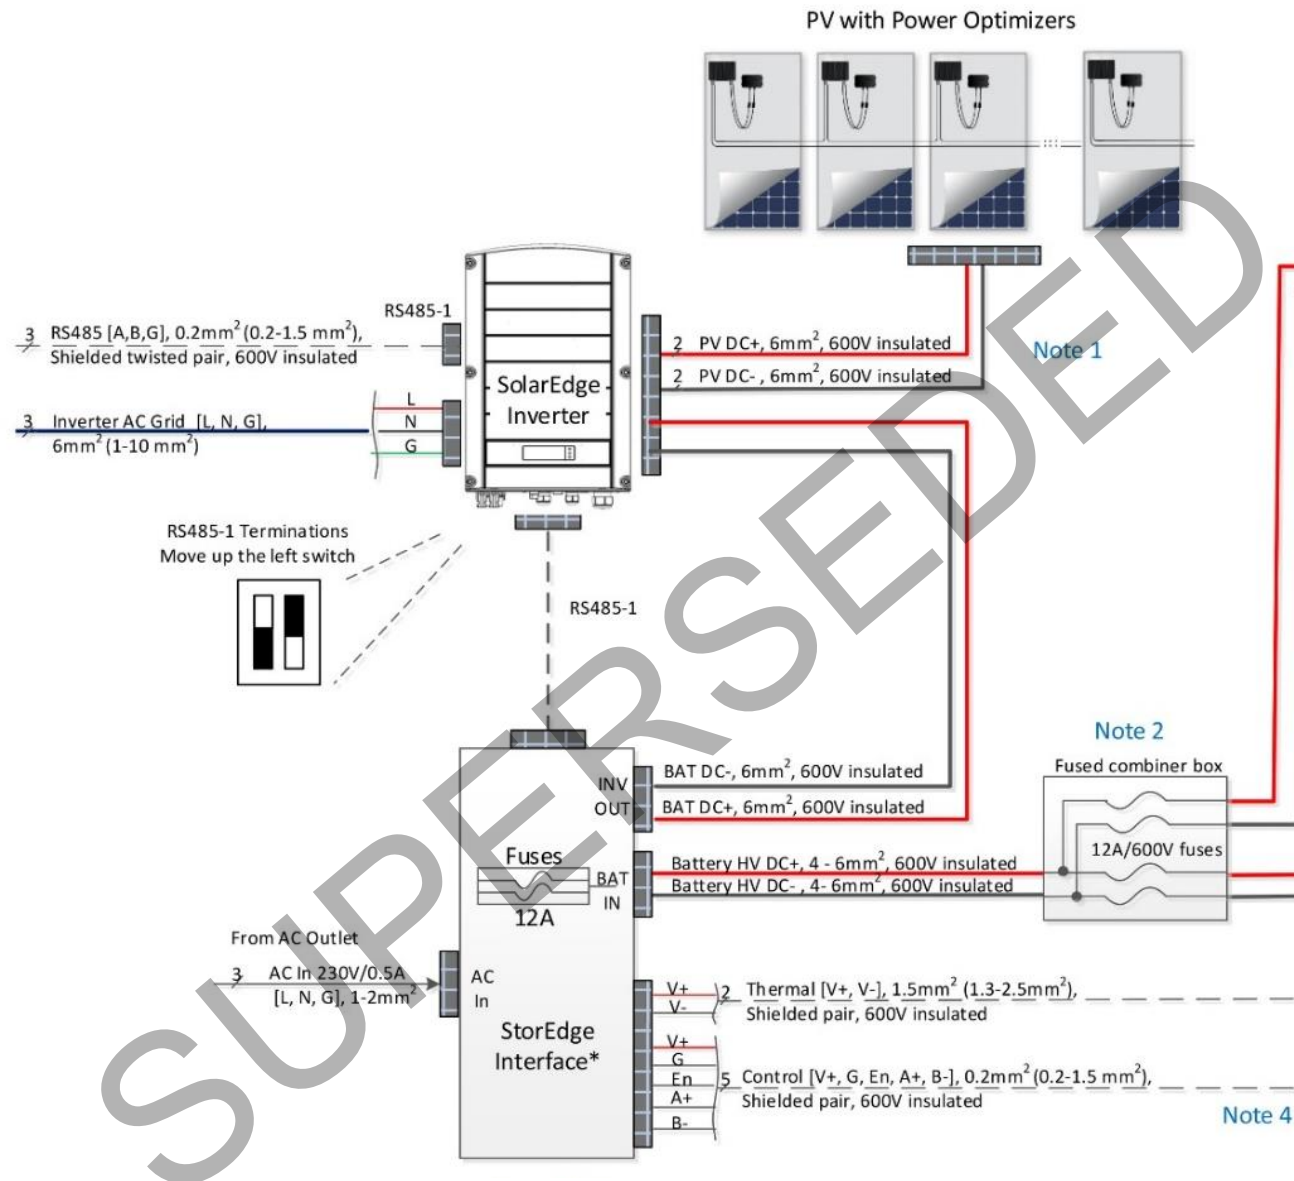 PV with Power Optimizers
RS485-1
3 RS485 [A,B,G], 0.2mm² (0.2-1.5 mm²),
Shielded twisted pair, 600V insulated
2 PV DC+, 6mm², 600V insulated
Note 1
2 PV DC- , 6mm², 600V insulated
SolarEdge
Inverter
L
3 Inverter AC Grid [L, N, G],
N
6mm² (1-10 mm²)
G
RS485-1 Terminations
Move up the left switch
RS485-1
Note 2
Fused combiner box
INV
OUT
BAT DC-, 6mm², 600V insulated
BAT DC+, 6mm², 600V insulated
12A/600V fuses
Fuses
BAT
IN
12A
Battery HV DC+, 4 - 6mm², 600V insulated
Battery HV DC- , 4- 6mm², 600V insulated
From AC Outlet
3 AC In 230V/0.5A
[L, N, G], 1-2mm²
AC
In
V+
V-
2 Thermal [V+, V-], 1.5mm² (1.3-2.5mm²),
Shielded pair, 600V insulated
StorEdge
Interface*
V+
G
En
A+
B-
5 Control [V+, G, En, A+, B-], 0.2mm² (0.2-1.5 mm²),
Shielded pair, 600V insulated
Note 4
SUPERSEDED